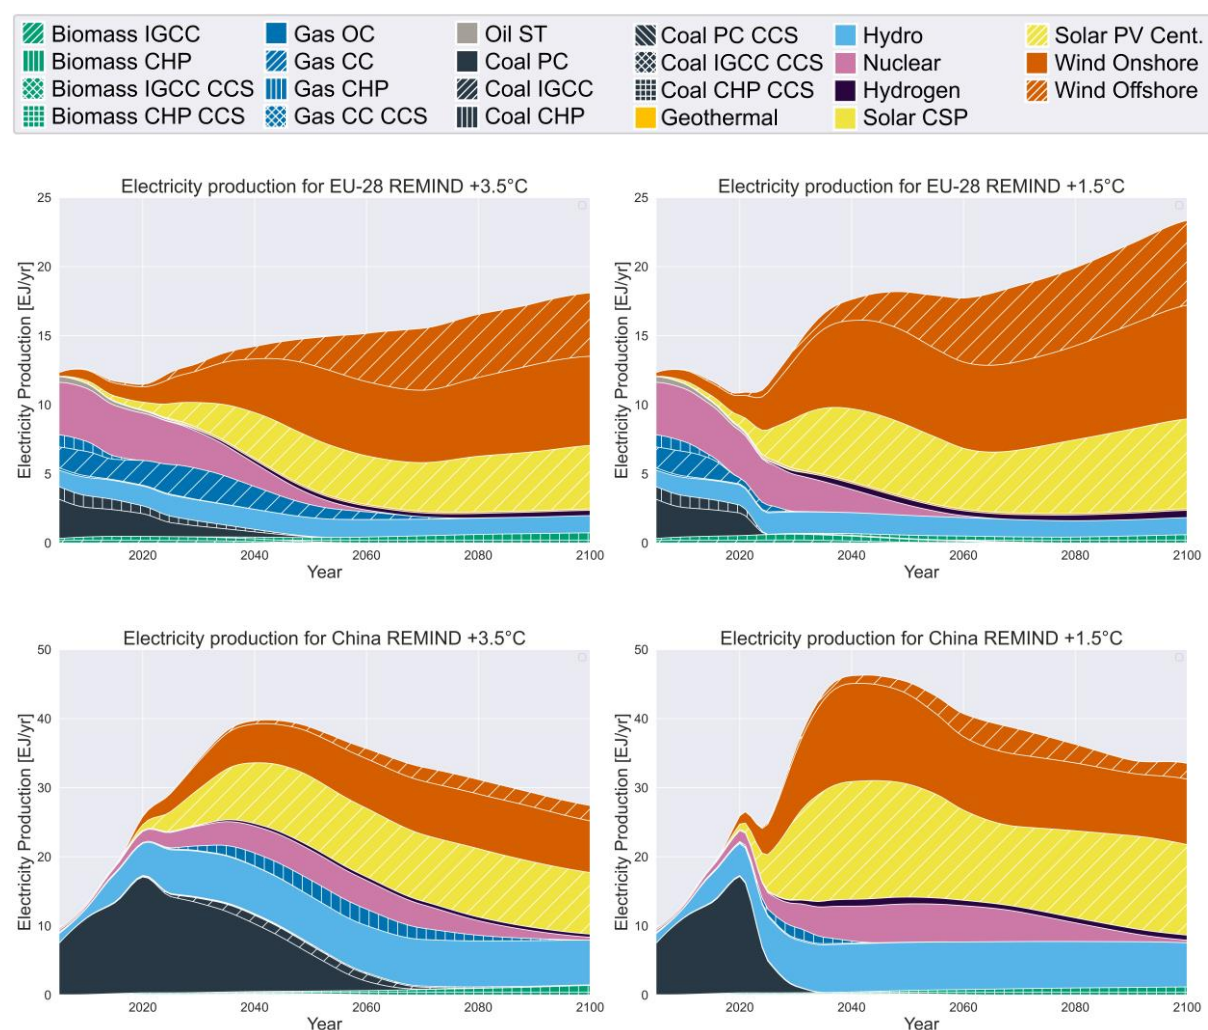 Biomass IGCC Gas OC Oil ST Coal PC CCS Hydro Solar PV Cent.
Biomass CHP Gas CC Coal PC Coal IGCC CCS Nuclear Wind Onshore
Biomass IGCC CCS Gas CHP Coal IGCC Coal CHP CCS Hydrogen Wind Offshore
Biomass CHP CCS Gas CC CCS Coal CHP Geothermal Solar CSP
Electricity production for EU-28 REMIND +3.5°C
Electricity Production [EJ/yr]
25
20
15
10
5
0
2020 2040 2060 2080 2100
Year
Electricity production for EU-28 REMIND +1.5°C
Electricity Production [EJ/yr]
25
20
15
10
5
0
2020 2040 2060 2080 2100
Year
Electricity production for China REMIND +3.5°C
Electricity Production [EJ/yr]
50
40
30
20
10
0
2020 2040 2060 2080 2100
Year
Electricity production for China REMIND +1.5°C
Electricity Production [EJ/yr]
50
40
30
20
10
0
2020 2040 2060 2080 2100
Year